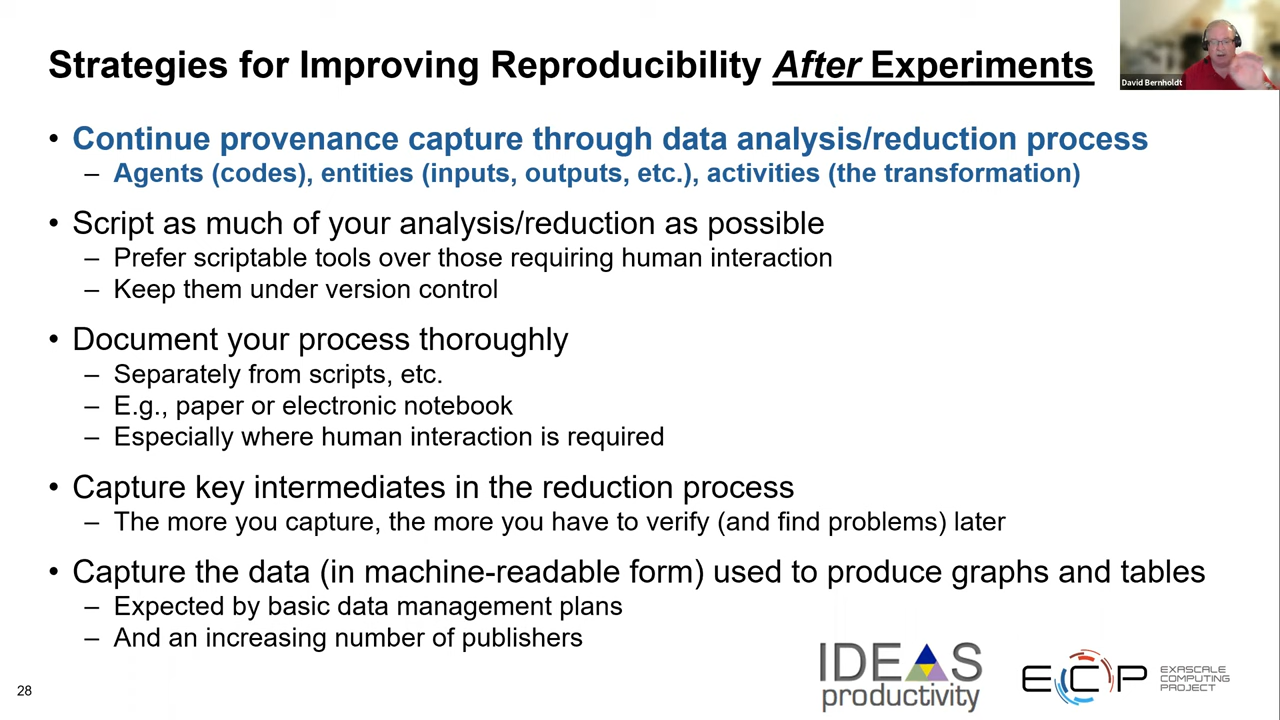 Strategies for Improving Reproducibility After Experiments
David Bernholdt
• Continue provenance capture through data analysis/reduction process
– Agents (codes), entities (inputs, outputs, etc.), activities (the transformation)
• Script as much of your analysis/reduction as possible
– Prefer scriptable tools over those requiring human interaction
– Keep them under version control
• Document your process thoroughly
– Separately from scripts, etc.
– E.g., paper or electronic notebook
– Especially where human interaction is required
• Capture key intermediates in the reduction process
– The more you capture, the more you have to verify (and find problems) later
• Capture the data (in machine-readable form) used to produce graphs and tables
– Expected by basic data management plans
– And an increasing number of publishers
28
IDEAS
productivity
ECP
EXASCALE
COMPUTING
PROJECT